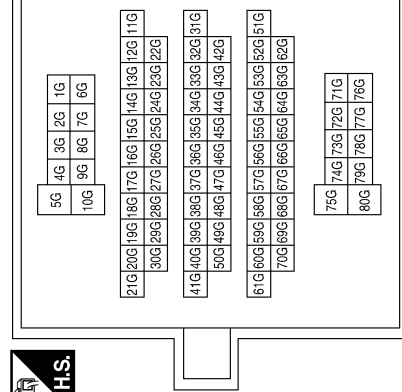 5G 4G 3G 2G 1G
10G 9G 8G 7G 6G
21G 20G 19G 18G 17G 16G 15G 14G 13G 12G 11G
30G 29G 28G 27G 26G 25G 24G 23G 22G
41G 40G 39G 38G 37G 36G 35G 34G 33G 32G 31G
50G 49G 48G 47G 46G 45G 44G 43G 42G
61G 60G 59G 58G 57G 56G 55G 54G 53G 52G 51G
70G 69G 68G 67G 66G 65G 64G 63G 62G
75G 74G 73G 72G 71G
80G 79G 78G 77G 76G
H.S.